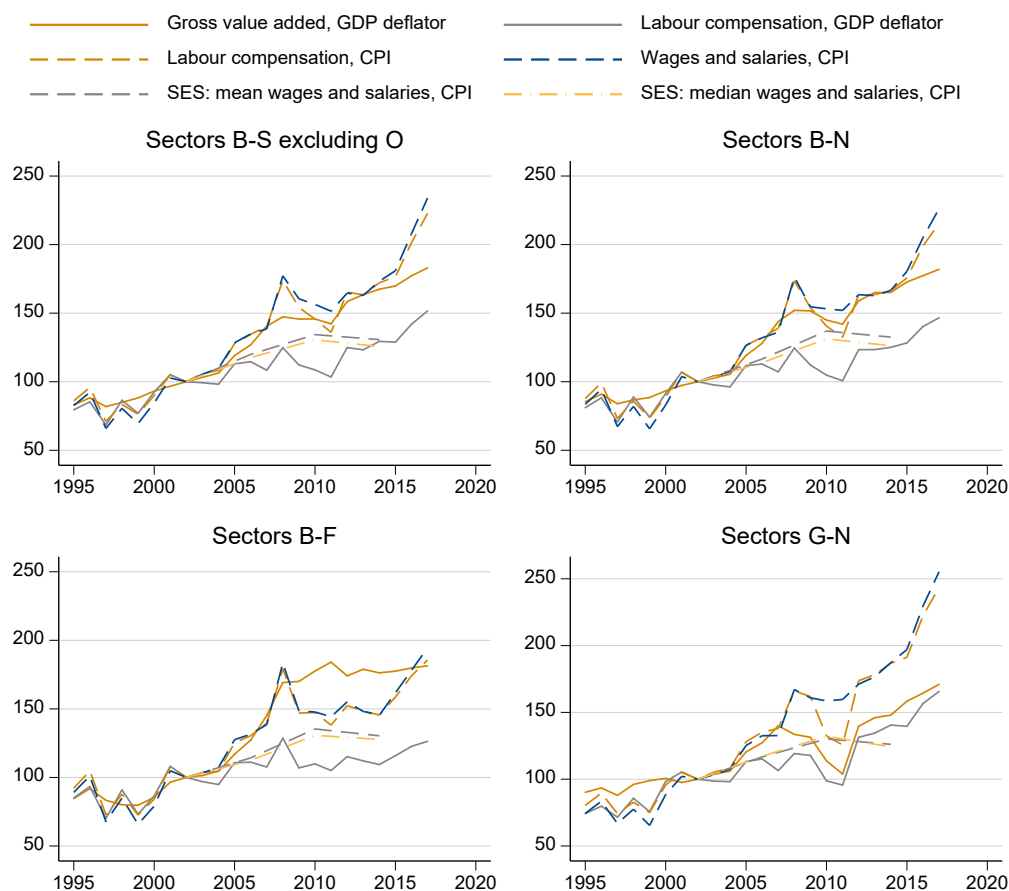 Gross value added, GDP deflator
Labour compensation, GDP deflator
Labour compensation, CPI
Wages and salaries, CPI
SES: mean wages and salaries, CPI
SES: median wages and salaries, CPI
Sectors B-S excluding O
250
200
150
100
50
1995 2000 2005 2010 2015 2020
Sectors B-N
250
200
150
100
50
1995 2000 2005 2010 2015 2020
Sectors B-F
250
200
150
100
50
1995 2000 2005 2010 2015 2020
Sectors G-N
250
200
150
100
50
1995 2000 2005 2010 2015 2020